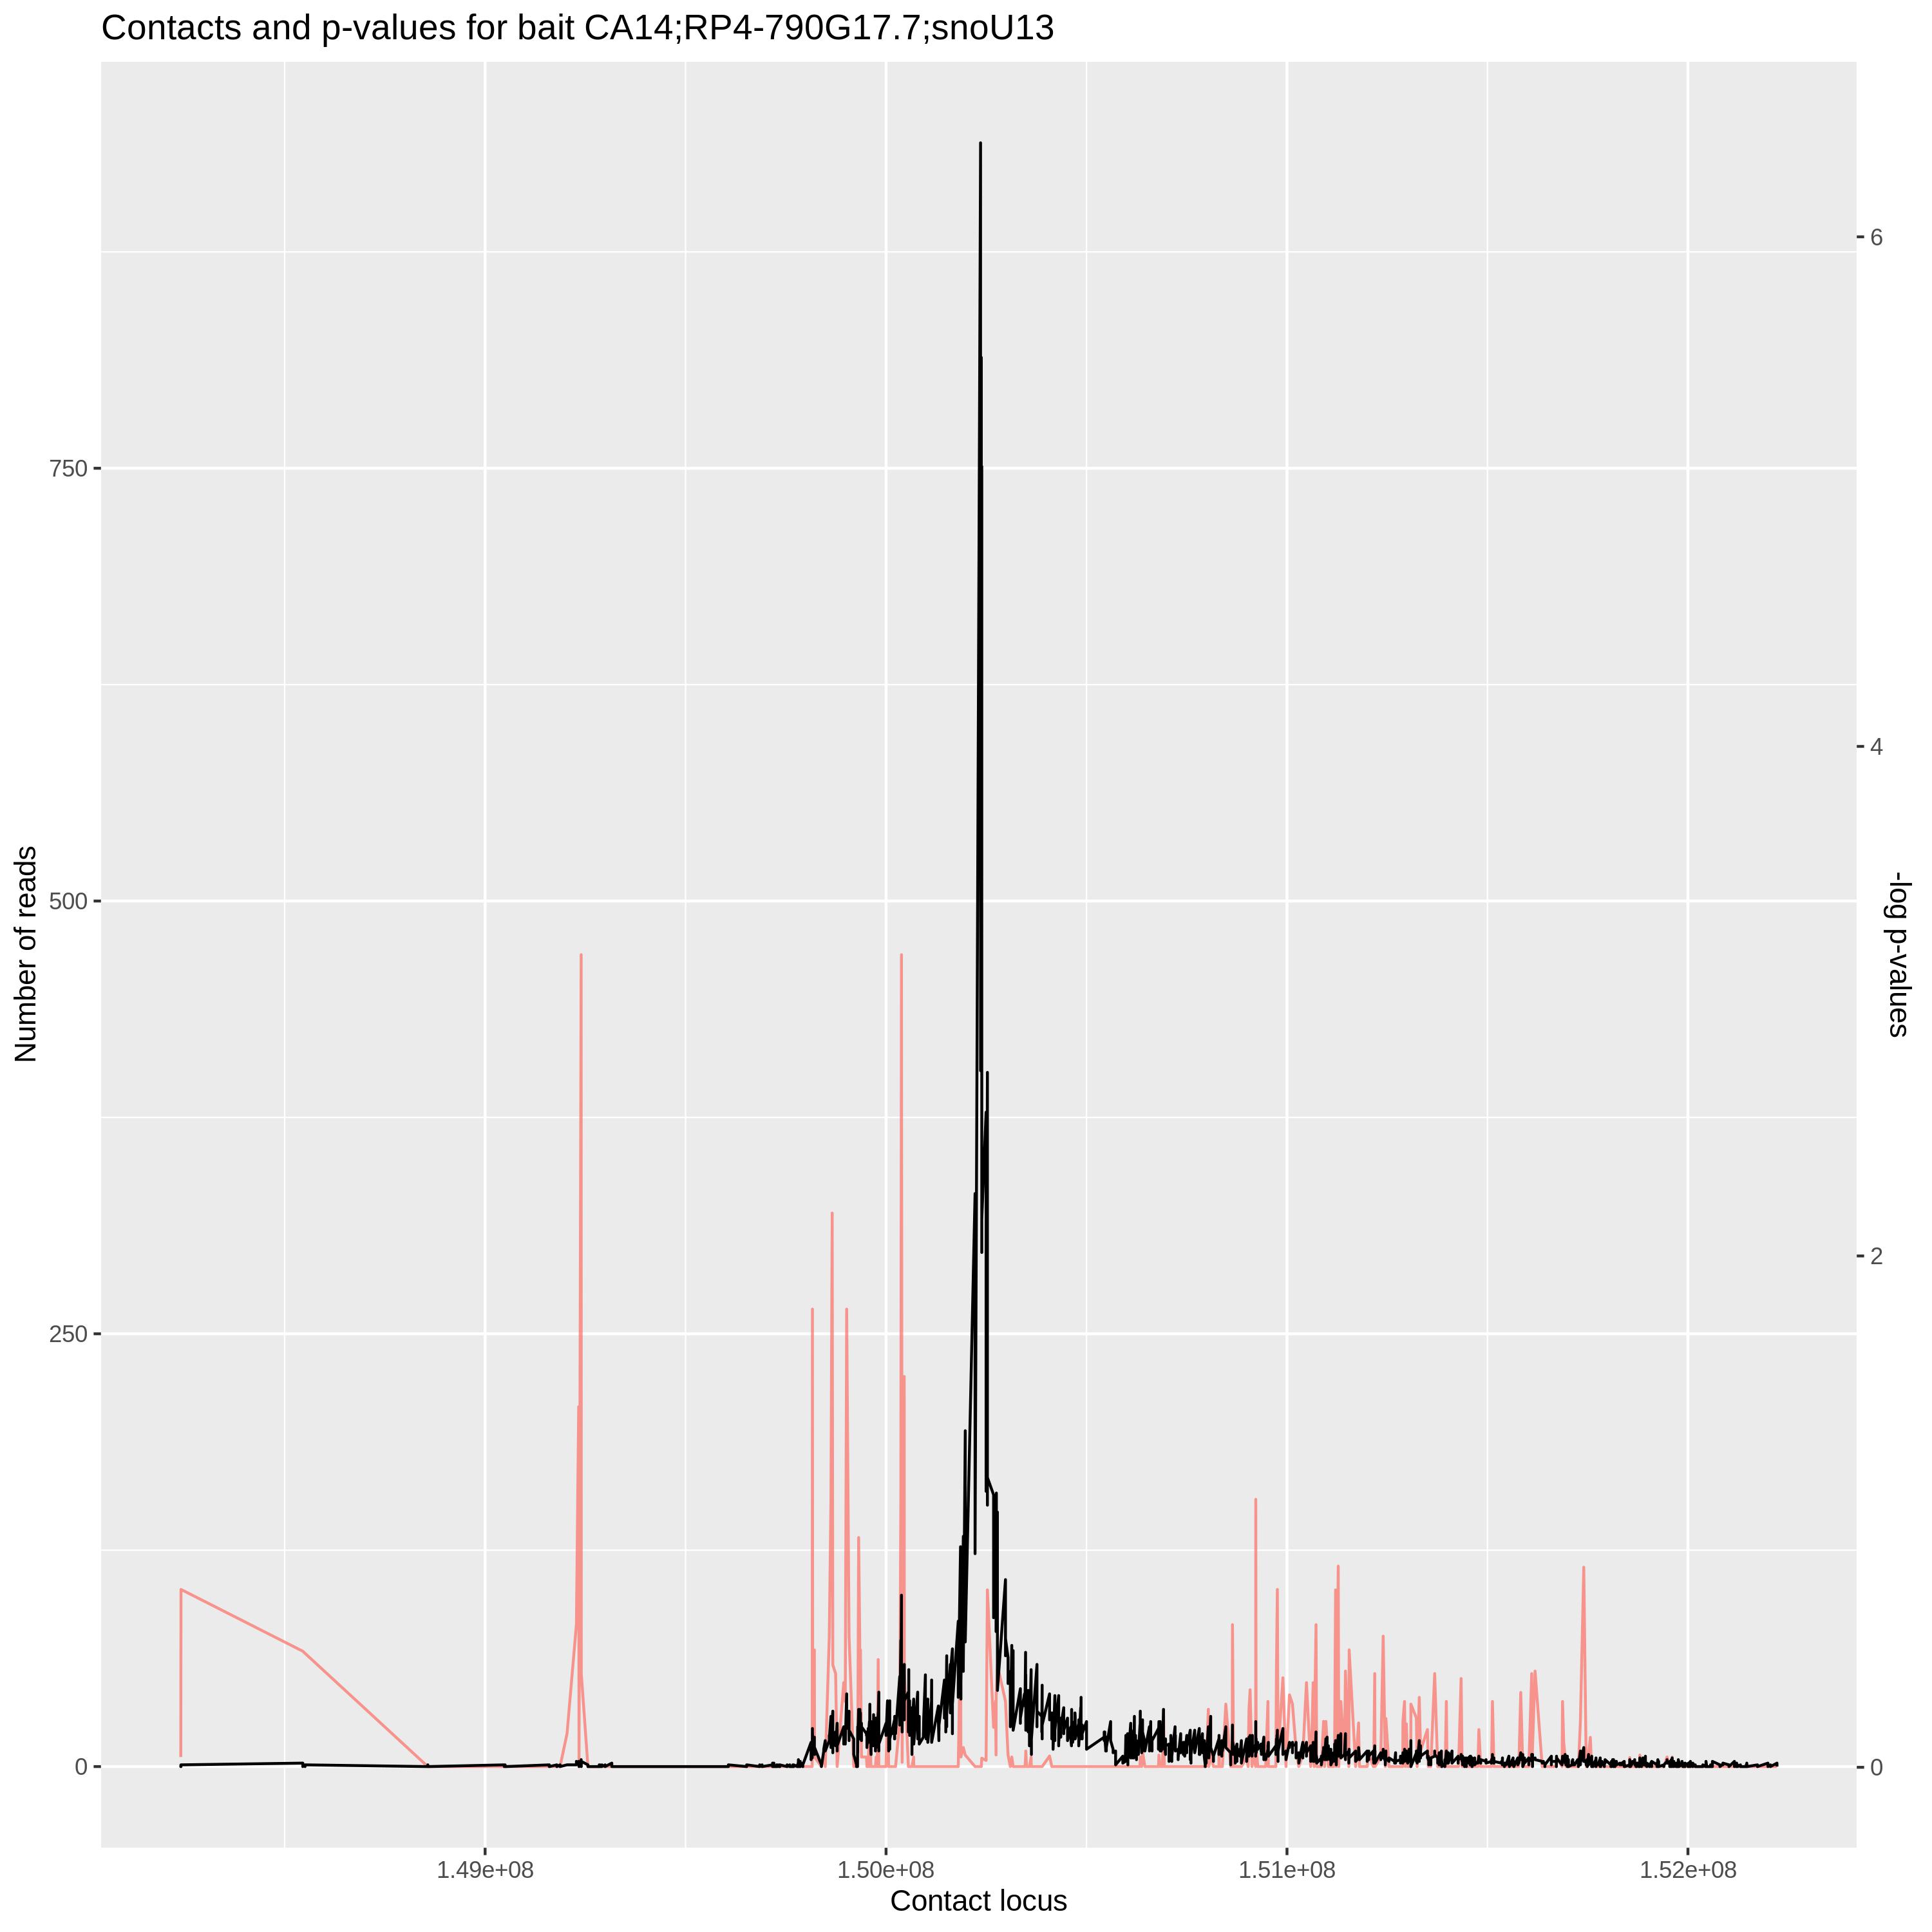 Contacts and p-values for bait CA14;RP4-790G17.7;snoU13
Number of reads
750
500
250
0
6
4
2
0
-log p-values
1.49e+08 1.50e+08 1.51e+08 1.52e+08
Contact locus